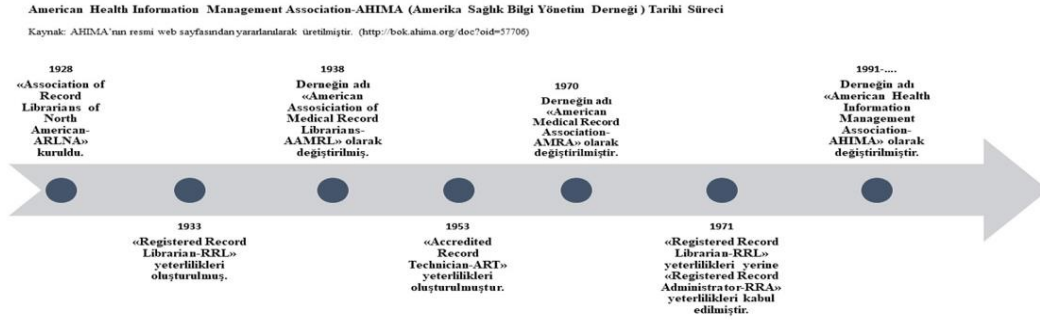 American Health Information Management Association-AHIMA (Amerika Sağlık Bilgi Yönetim Derneği ) Tarihi Süreci
Kaynak: AHIMA'nın resmi web sayfasından yararlanılarak üretilmiştir. (http://bok.ahima.org/doc?oid=57706)
1928
«Association of
Record
Librarians of
North
American-
ARLNA»
kuruldu.
1933
«Registered Record
Librarian-RRL»
yeterlilikleri
oluşturulmuş.
1938
Derneğin adı
«American
Assosiciation of
Medical Record
Librarians-
AAMRL» olarak
değiştirilmiş.
1953
«Accredited
Record
Technician-ART»
yeterlilikleri
oluşturulmuştur.
1970
Derneğin adı
«American
Medical Record
Association-
AMRA» olarak
değiştirilmiştir.
1971
«Registered Record
Librarian-RRL»
yeterlilikleri yerine
«Registered Record
Administrator-RRA»
yeterlilikleri kabul
edilmiştir.
1991-....
Derneğin adı
«American Health
Information
Management
Association-
AHIMA» olarak
değiştirilmiştir.